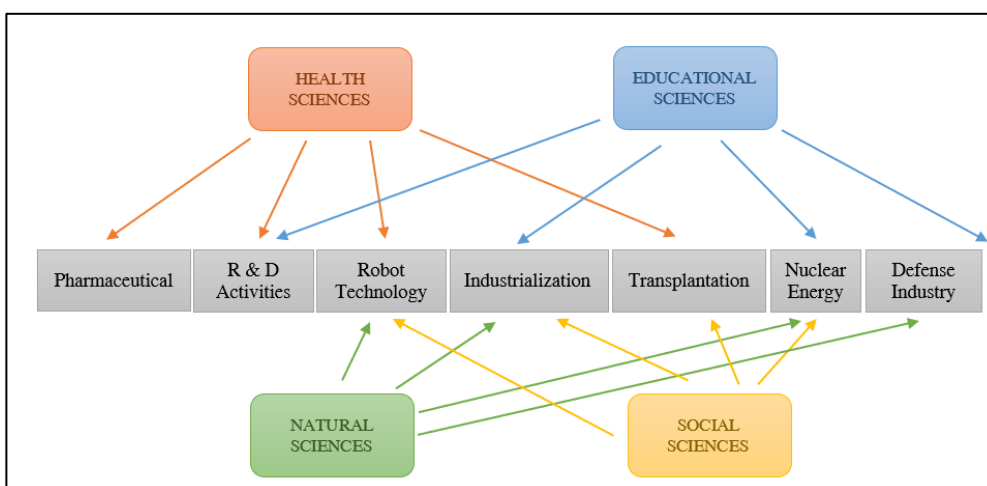 HEALTH
SCIENCES
EDUCATIONAL
SCIENCES
Pharmaceutical
R & D
Activities
Robot
Technology
Industrialization
Transplantation
Nuclear
Energy
Defense
Industry
NATURAL
SCIENCES
SOCIAL
SCIENCES